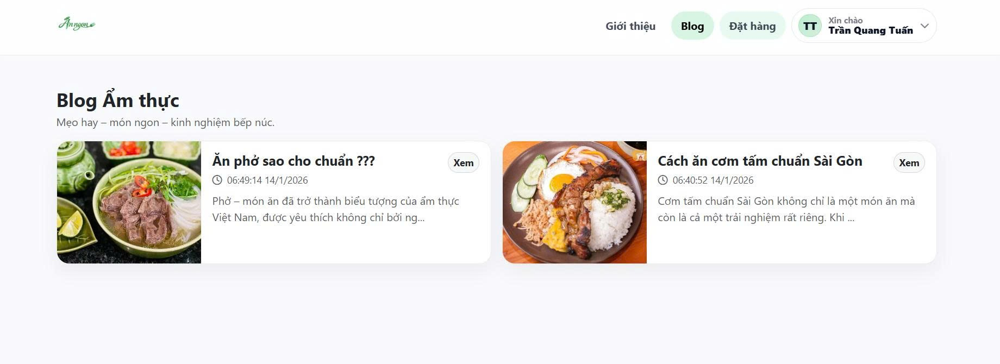 Ăn ngon
Giới thiệu
Blog
Đặt hàng
TT
Xin chào
Trần Quang Tuấn
Blog Ẩm thực
Mẹo hay – món ngon – kinh nghiệm bếp núc.
Ăn phở sao cho chuẩn ???
Xem
06:49:14 14/1/2026
Phở – món ăn đã trở thành biểu tượng của ẩm thực
Việt Nam, được yêu thích không chỉ bởi ng...
Cách ăn cơm tấm chuẩn Sài Gòn
Xem
06:40:52 14/1/2026
Cơm tấm chuẩn Sài Gòn không chỉ là một món ăn mà
còn là cả một trải nghiệm rất riêng. Khi ...